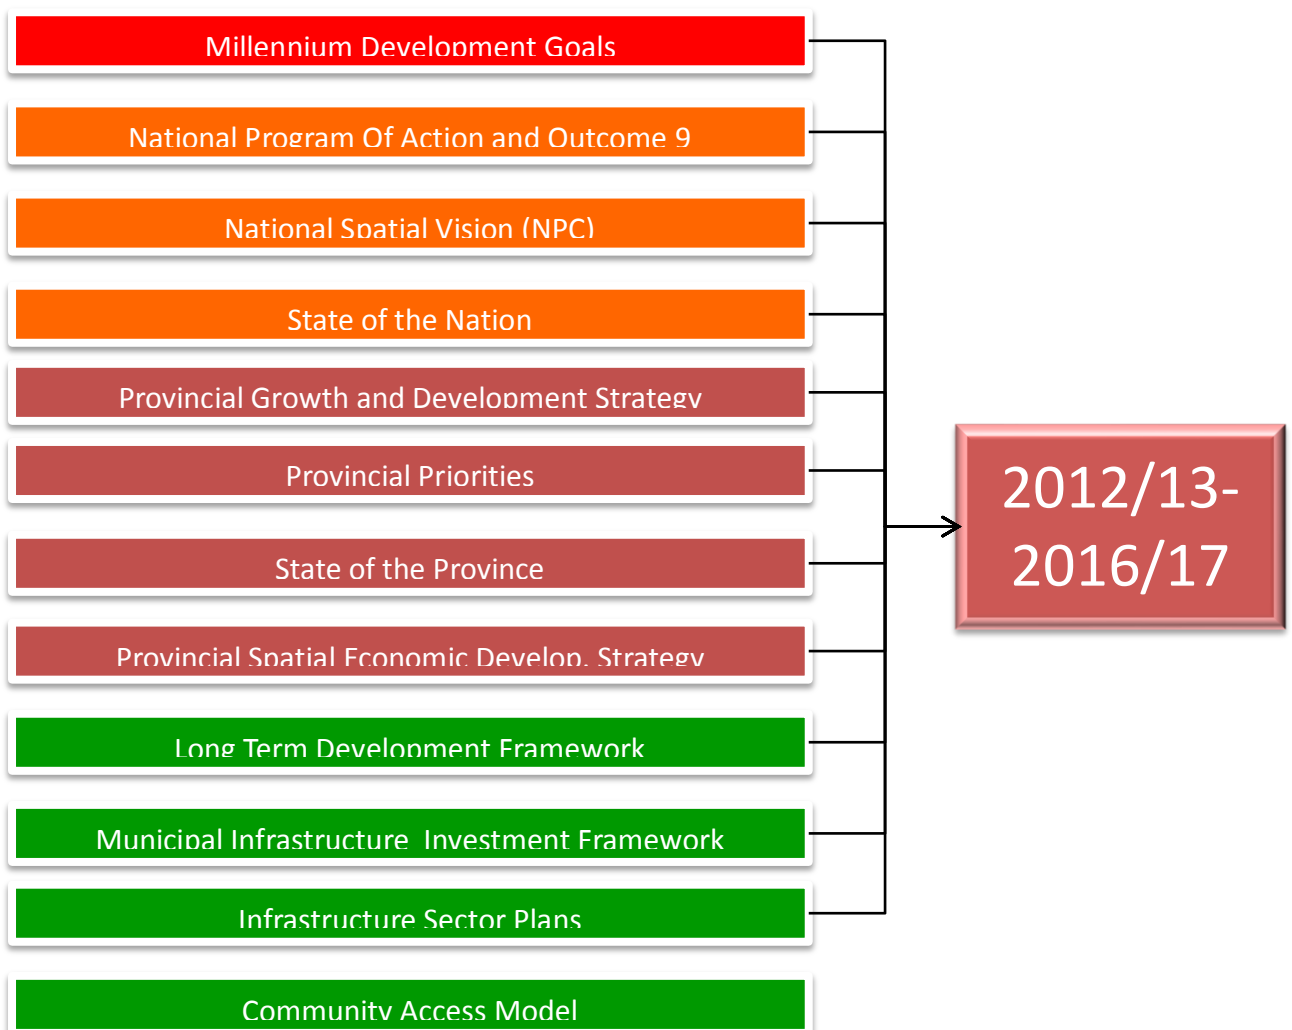 Millennium Development Goals
National Program Of Action and Outcome 9
National Spatial Vision (NPC)
State of the Nation
Provincial Growth and Development Strategy
Provincial Priorities
State of the Province
Provincial Spatial Economic Develop. Strategy
Long Term Development Framework
Municipal Infrastructure Investment Framework
Infrastructure Sector Plans
Community Access Model
2012/13-
2016/17